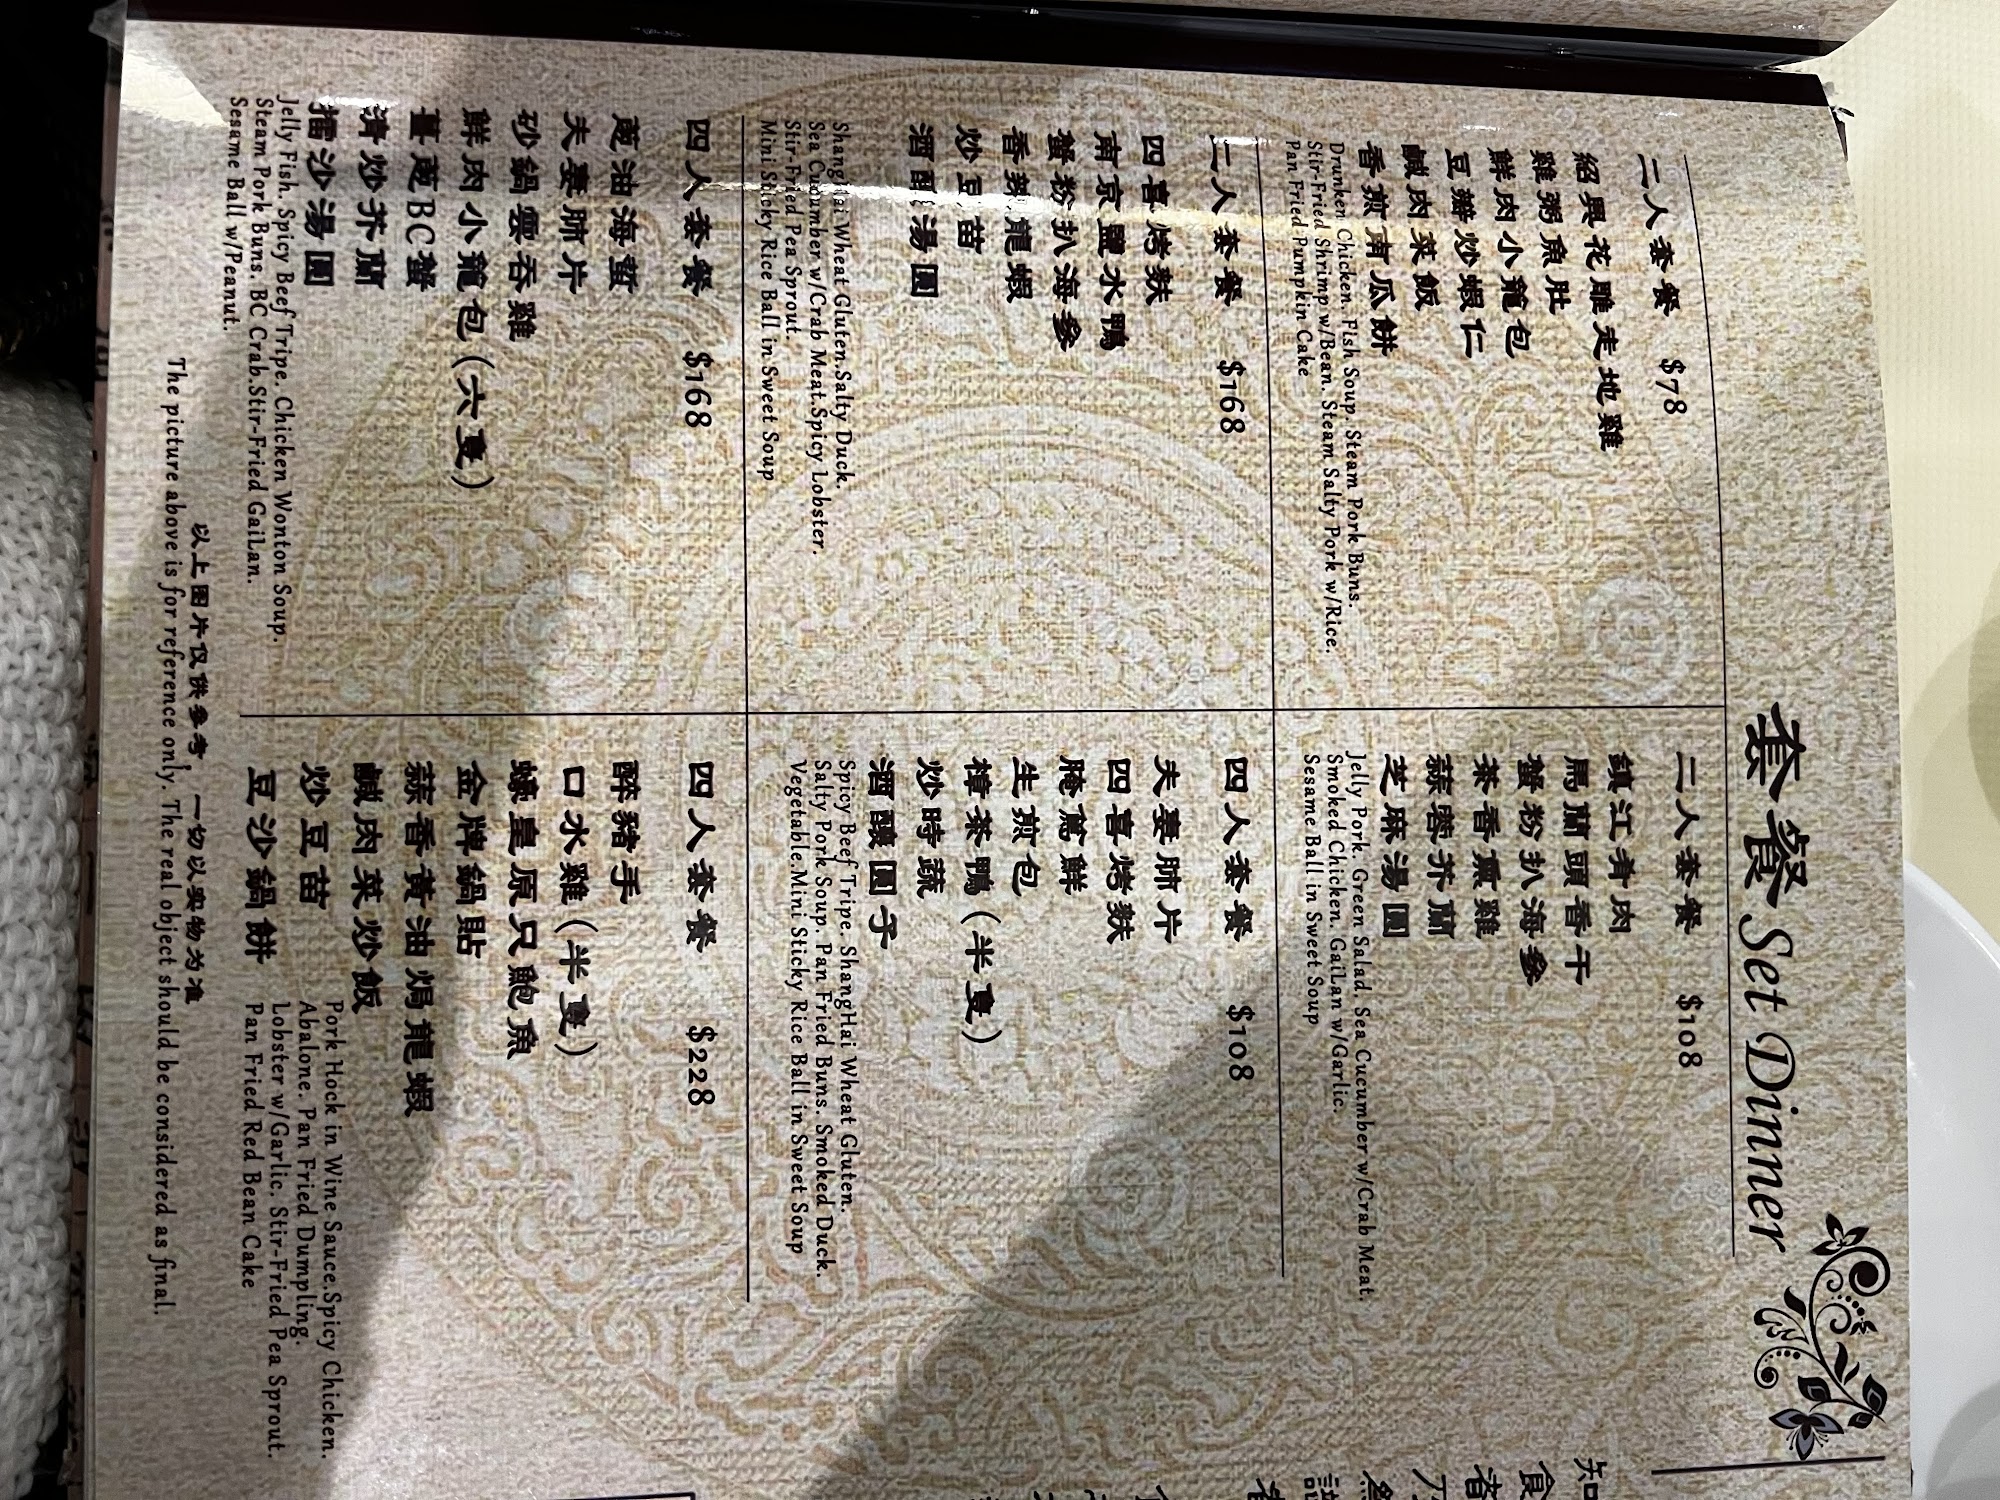 套餐 Set Dinner
二人套餐 $78
紹興花雕走地雞
雞粥魚肚
鮮肉小籠包
豆瓣炒蝦仁
鹹肉菜飯
香煎南瓜餅
Drunken Chicken. Fish Soup. Steam Pork Buns.
Stir-Fried Shrimp w/Bean. Steam Salty Pork w/Rice.
Pan Fried Pumpkin Cake
二人套餐 $108
鎮江肴肉
馬蘭頭香干
蟹粉扒海參
茶香燻雞
蒜蓉芥蘭
芝麻湯圓
Jelly Pork. Green Salad. Sea Cucumber w/Crab Meat.
Smoked Chicken. GaiLan w/Garlic.
Sesame Ball in Sweet Soup
二人套餐 $168
四喜烤麩
南京鹽水鴨
蟹粉扒海參
香辣龍蝦
炒豆苗
酒釀湯圓
ShangHai Wheat Gluten.Salty Duck.
Sea Cucumber w/Crab Meat.Spicy Lobster.
Stir-Fried Pea Sprout.
Mini Sticky Rice Ball in Sweet Soup
四人套餐 $108
夫妻肺片
四喜烤麩
腌篤鮮
生煎包
樟茶鴨(半隻)
炒時蔬
酒釀圓子
Spicy Beef Tripe. ShangHai Wheat Gluten.
Salty Pork Soup. Pan Fried Buns. Smoked Duck.
Vegetable.Mini Sticky Rice Ball in Sweet Soup
四人套餐 $168
蔥油海蜇
夫妻肺片
砂鍋雲吞雞
鮮肉小籠包(六隻)
薑蔥BC蟹
清炒芥蘭
擂沙湯圓
Jelly Fish. Spicy Beef Tripe. Chicken Wonton Soup.
Steam Pork Buns. BC Crab.Stir-Fried GaiLan.
Sesame Ball w/Peanut.
四人套餐 $228
醉豬手
口水雞(半隻)
蠔皇原只鮑魚
金牌鍋貼
蒜香黃油焗龍蝦
鹹肉菜炒飯
炒豆苗
豆沙鍋餅
Pork Hock in Wine Sauce.Spicy Chicken.
Abalone. Pan Fried Dumpling.
Lobster w/Garlic. Stir-Fried Pea Sprout.
Pan Fried Red Bean Cake
以上图片仅供参考，一切以实物为准
The picture above is for reference only. The real object should be considered as final.
知
食
者